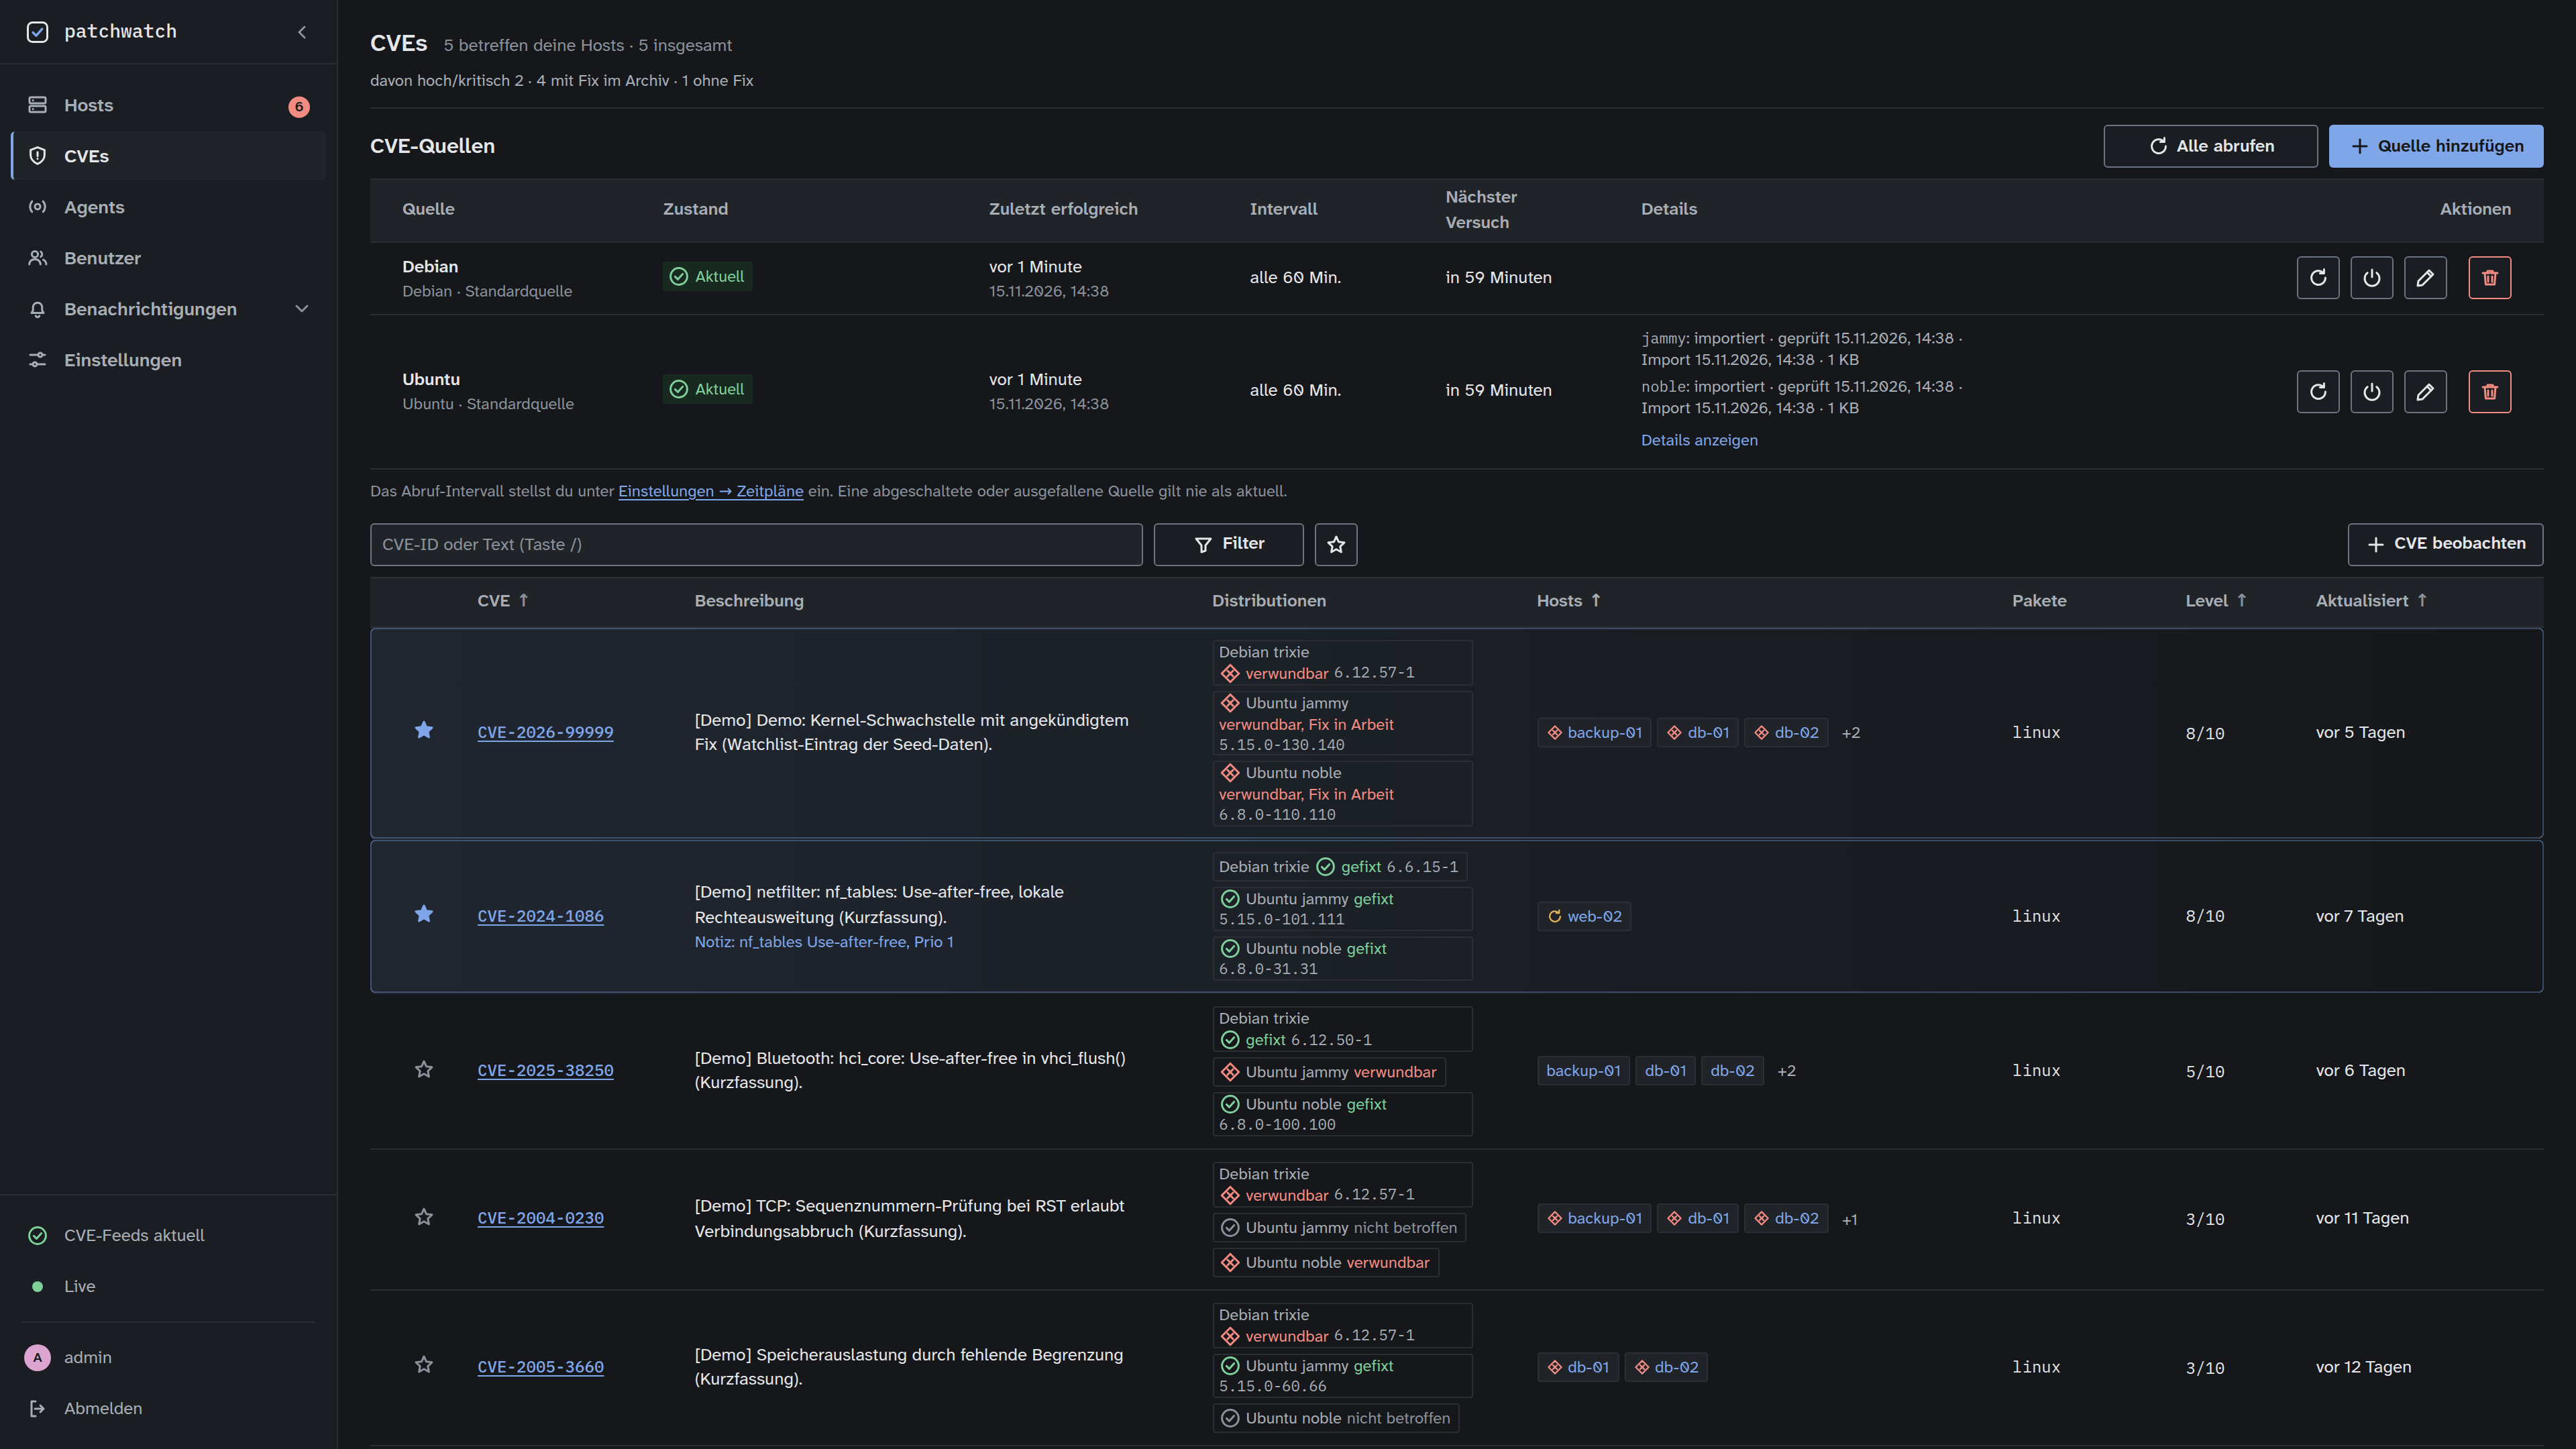 patchwatch
Hosts
6
CVEs
Agents
Benutzer
Benachrichtigungen
Einstellungen
CVE-Feeds aktuell
Live
A
admin
Abmelden
CVEs 5 betreffen deine Hosts · 5 insgesamt
davon hoch/kritisch 2 · 4 mit Fix im Archiv · 1 ohne Fix
CVE-Quellen
Alle abrufen
Quelle hinzufügen
Quelle Zustand Zuletzt erfolgreich Intervall Nächster Versuch Details Aktionen
Debian
Debian · Standardquelle
Aktuell
vor 1 Minute
15.11.2026, 14:38
alle 60 Min.
in 59 Minuten
Ubuntu
Ubuntu · Standardquelle
Aktuell
vor 1 Minute
15.11.2026, 14:38
alle 60 Min.
in 59 Minuten
jammy: importiert · geprüft 15.11.2026, 14:38 ·
Import 15.11.2026, 14:38 · 1 KB
noble: importiert · geprüft 15.11.2026, 14:38 ·
Import 15.11.2026, 14:38 · 1 KB
Details anzeigen
Das Abruf-Intervall stellst du unter Einstellungen → Zeitpläne ein. Eine abgeschaltete oder ausgefallene Quelle gilt nie als aktuell.
CVE-ID oder Text (Taste /)
Filter
CVE beobachten
CVE ↑ Beschreibung Distributionen Hosts ↑ Pakete Level ↑ Aktualisiert ↑
CVE-2026-99999
[Demo] Demo: Kernel-Schwachstelle mit angekündigtem
Fix (Watchlist-Eintrag der Seed-Daten).
Debian trixie
verwundbar 6.12.57-1
Ubuntu jammy
verwundbar, Fix in Arbeit
5.15.0-130.140
Ubuntu noble
verwundbar, Fix in Arbeit
6.8.0-110.110
backup-01 db-01 db-02 +2
linux
8/10
vor 5 Tagen
CVE-2024-1086
[Demo] netfilter: nf_tables: Use-after-free, lokale
Rechteausweitung (Kurzfassung).
Notiz: nf_tables Use-after-free, Prio 1
Debian trixie gefixt 6.6.15-1
Ubuntu jammy gefixt
5.15.0-101.111
Ubuntu noble gefixt
6.8.0-31.31
web-02
linux
8/10
vor 7 Tagen
CVE-2025-38250
[Demo] Bluetooth: hci_core: Use-after-free in vhci_flush()
(Kurzfassung).
Debian trixie
gefixt 6.12.50-1
Ubuntu jammy verwundbar
Ubuntu noble gefixt
6.8.0-100.100
backup-01 db-01 db-02 +2
linux
5/10
vor 6 Tagen
CVE-2004-0230
[Demo] TCP: Sequenznummern-Prüfung bei RST erlaubt
Verbindungsabbruch (Kurzfassung).
Debian trixie
verwundbar 6.12.57-1
Ubuntu jammy nicht betroffen
Ubuntu noble verwundbar
backup-01 db-01 db-02 +1
linux
3/10
vor 11 Tagen
CVE-2005-3660
[Demo] Speicherauslastung durch fehlende Begrenzung
(Kurzfassung).
Debian trixie
verwundbar 6.12.57-1
Ubuntu jammy gefixt
5.15.0-60.66
Ubuntu noble nicht betroffen
db-01 db-02
linux
3/10
vor 12 Tagen